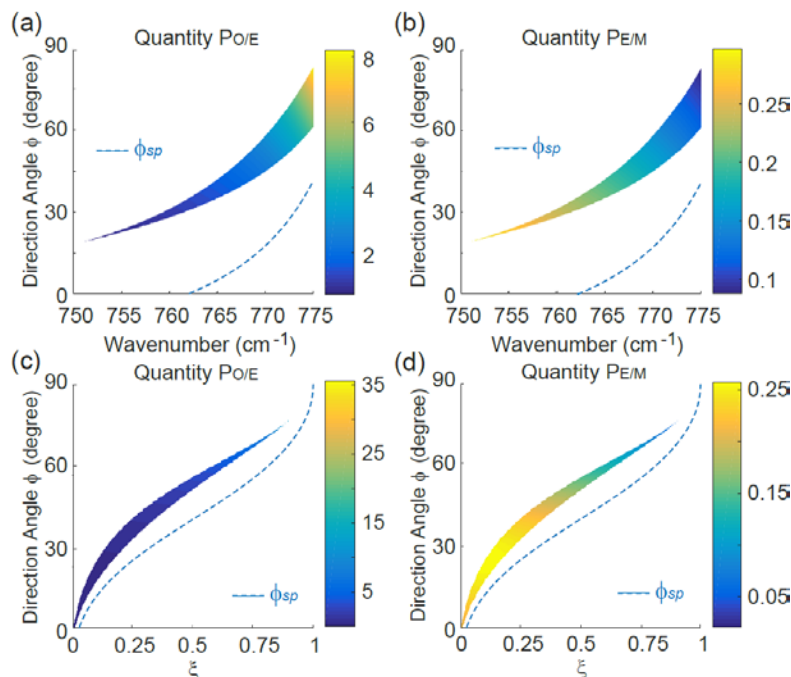 (a) Quantity PO/E
Direction Angle ϕ (degree)
90
60
30
0
ϕsp
750 755 760 765 770 775
Wavenumber (cm-1)
8
6
4
2
(b) Quantity PE/M
Direction Angle ϕ (degree)
90
60
30
0
ϕsp
750 755 760 765 770 775
Wavenumber (cm-1)
0.25
0.2
0.15
0.1
(c) Quantity PO/E
Direction Angle ϕ (degree)
90
60
30
0
ϕsp
0 0.25 0.5 0.75 1
ξ
35
25
15
5
(d) Quantity PE/M
Direction Angle ϕ (degree)
90
60
30
0
ϕsp
0 0.25 0.5 0.75 1
ξ
0.25
0.15
0.05